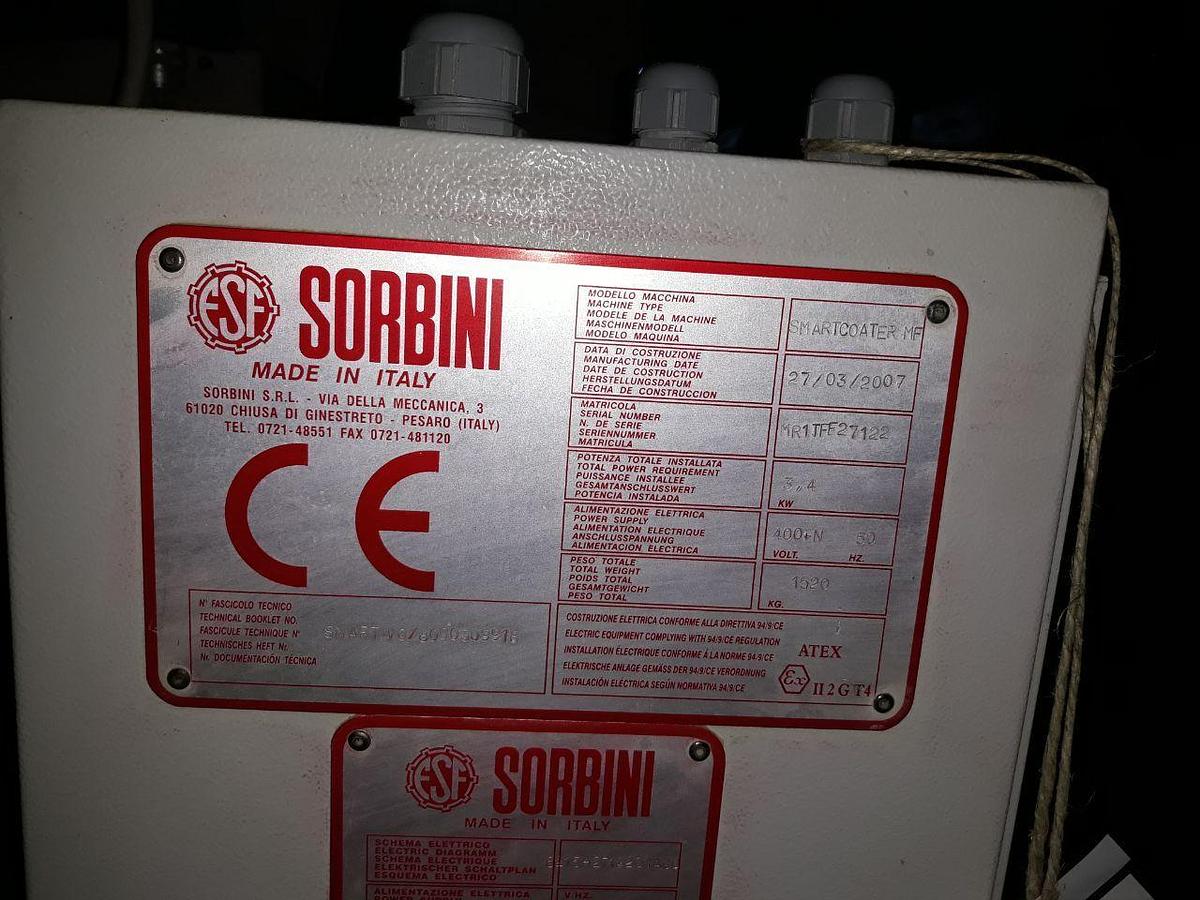 ESF SORBINI
MADE IN ITALY
SORBINI S.R.L. - VIA DELLA MECCANICA, 3
61020 CHIUSA DI GINESTRETO - PESARO (ITALY)
TEL. 0721-48551 FAX 0721-481120
CE
N° FASCICOLO TECNICO
TECHNICAL BOOKLET NO.
FASCICULE TECHNIQUE N°
TECHNISCHES HEFT Nr.
Nr. DOCUMENTACIÓN TÉCNICA
MODELLO MACCHINA
MACHINE TYPE
MODELE DE LA MACHINE
MASCHINENMODELL
MODELO MAQUINA
SMARTCOATER MF
DATA DI COSTRUZIONE
MANUFACTURING DATE
DATE DE COSTRUCTION
HERSTELLUNGSDATUM
FECHA DE CONSTRUCCION
27/03/2007
MATRICOLA
SERIAL NUMBER
N. DE SERIE
SERIENNUMMER
MATRICULA
MR1TFF27122
POTENZA TOTALE INSTALLATA
TOTAL POWER REQUIREMENT
PUISSANCE INSTALLEE
GESAMTANSCHLUSSWERT
POTENCIA INSTALADA
3,4
KW
ALIMENTAZIONE ELETTRICA
POWER SUPPLY
ALIMENTATION ELECTRIQUE
ANSCHLUSSPANNUNG
ALIMENTACION ELECTRICA
400+N 50
VOLT. HZ.
PESO TOTALE
TOTAL WEIGHT
POIDS TOTAL
GESAMTGEWICHT
PESO TOTAL
1520
KG.
COSTRUZIONE ELETTRICA CONFORME ALLA DIRETTIVA 94/9/CE
ELECTRIC EQUIPMENT COMPLYING WITH 94/9/CE REGULATION
INSTALLATION ÉLECTRIQUE CONFORME À LA NORME 94/9/CE
ELEKTRISCHE ANLAGE GEMÄSS DER 94/9/CE VERORDNUNG
INSTALACIÓN ELÉCTRICA SEGÚN NORMATIVA 94/9/CE
ATEX
Ex II 2 G T4
ESF SORBINI
MADE IN ITALY
SCHEMA ELETTRICO
ELECTRIC DIAGRAMM
SCHEMA ELECTRIQUE
ELEKTRISCHER SCHALTPLAN
ESQUEMA ELECTRICO
ALIMENTAZIONE ELETTRICA
POWER SUPPLY
V/HZ.